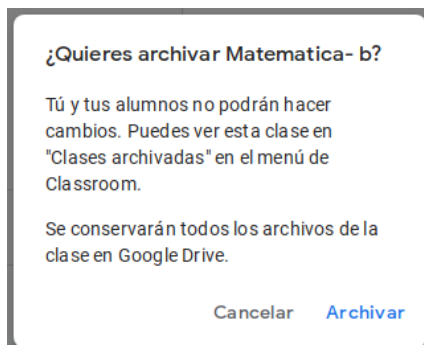 ¿Quieres archivar Matematica- b?
Tú y tus alumnos no podrán hacer
cambios. Puedes ver esta clase en
"Clases archivadas" en el menú de
Classroom.
Se conservarán todos los archivos de la
clase en Google Drive.
Cancelar Archivar